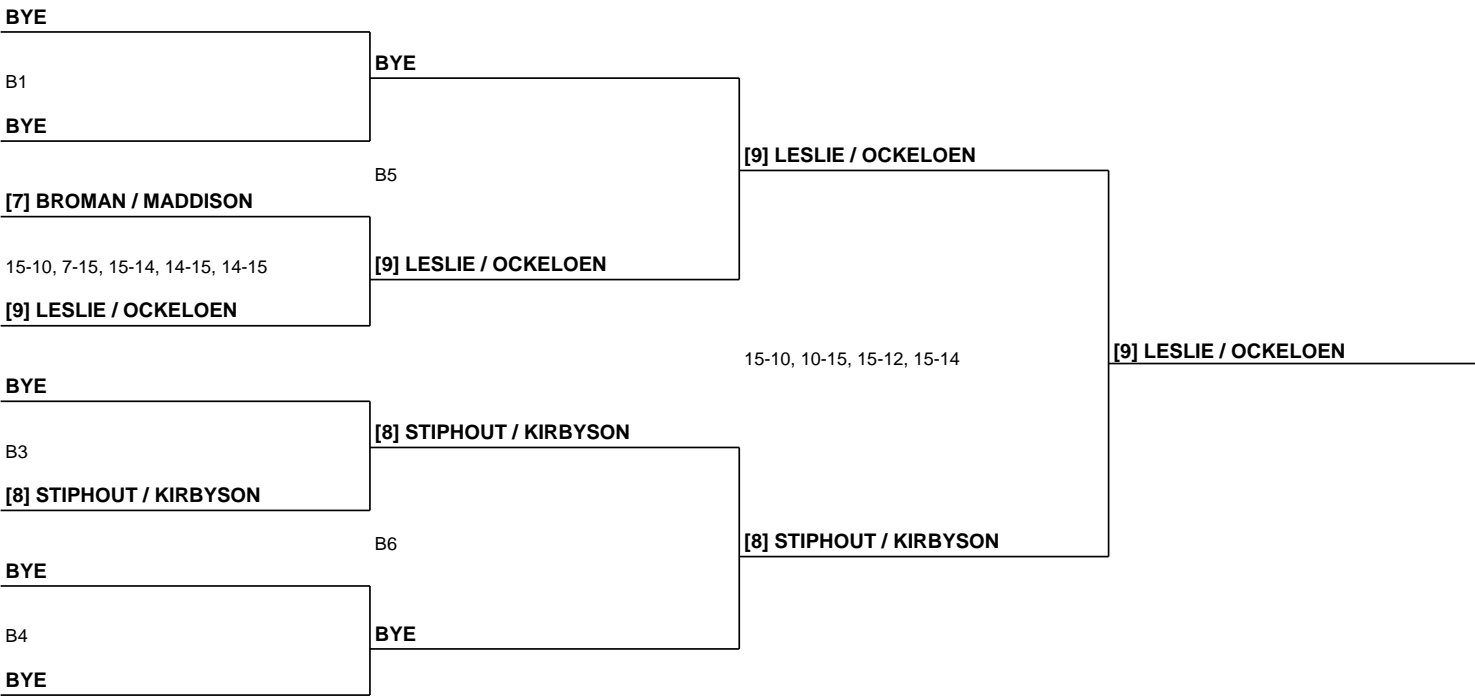 BYE
B1
BYE
BYE
B5
[7] BROMAN / MADDISON
15-10, 7-15, 15-14, 14-15, 14-15
[9] LESLIE / OCKELOEN
[9] LESLIE / OCKELOEN
[9] LESLIE / OCKELOEN
15-10, 10-15, 15-12, 15-14
[9] LESLIE / OCKELOEN
BYE
B3
[8] STIPHOUT / KIRBYSON
[8] STIPHOUT / KIRBYSON
B6
[8] STIPHOUT / KIRBYSON
BYE
B4
BYE
BYE